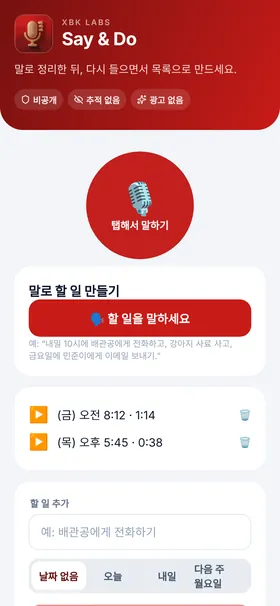 XBK LABS
Say & Do
말로 정리한 뒤, 다시 들으면서 목록으로 만드세요.
비공개
추적 없음
광고 없음
탭해서 말하기
말로 할 일 만들기
할 일을 말하세요
예: "내일 10시에 배관공에게 전화하고, 강아지 사료 사고,
금요일에 민준이에게 이메일 보내기."
(금) 오전 8:12 · 1:14
(목) 오후 5:45 · 0:38
할 일 추가
예: 배관공에게 전화하기
날짜 없음
오늘
내일
다음 주
월요일